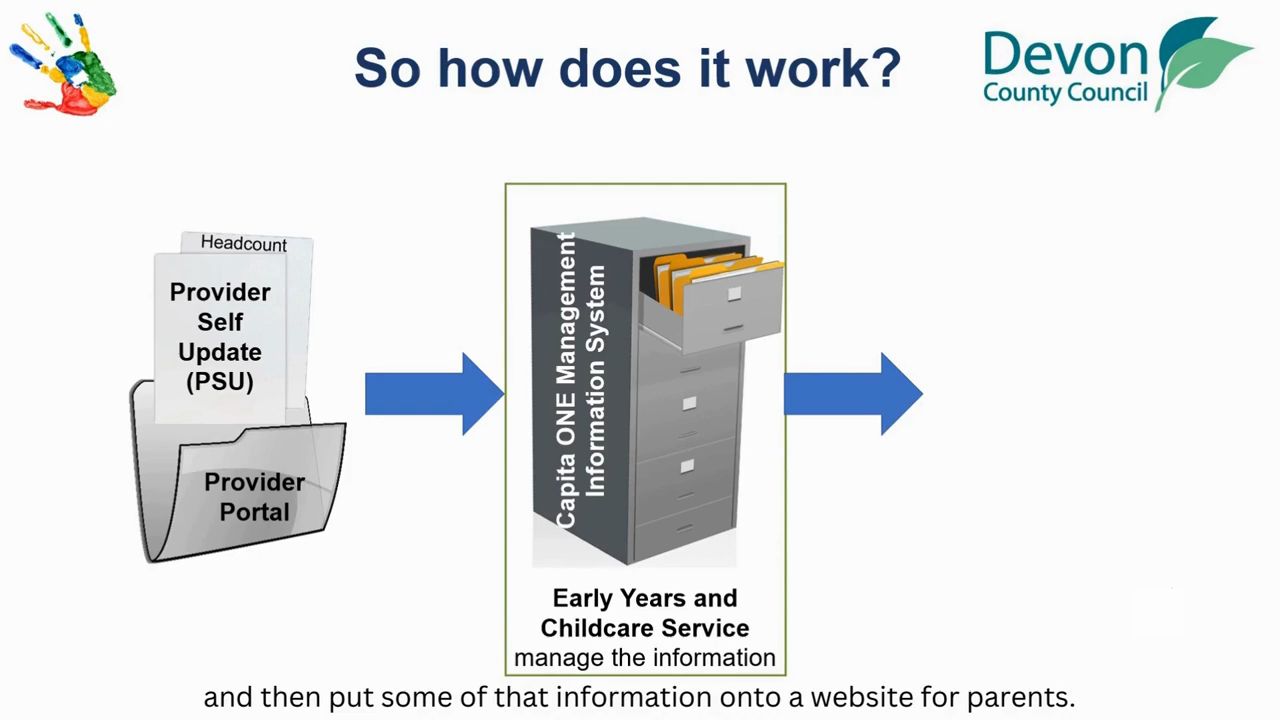 So how does it work?
Devon
County Council
Headcount
Provider
Self
Update
(PSU)
Provider
Portal
Capita ONE Management
Information System
Early Years and
Childcare Service
manage the information
and then put some of that information onto a website for parents.